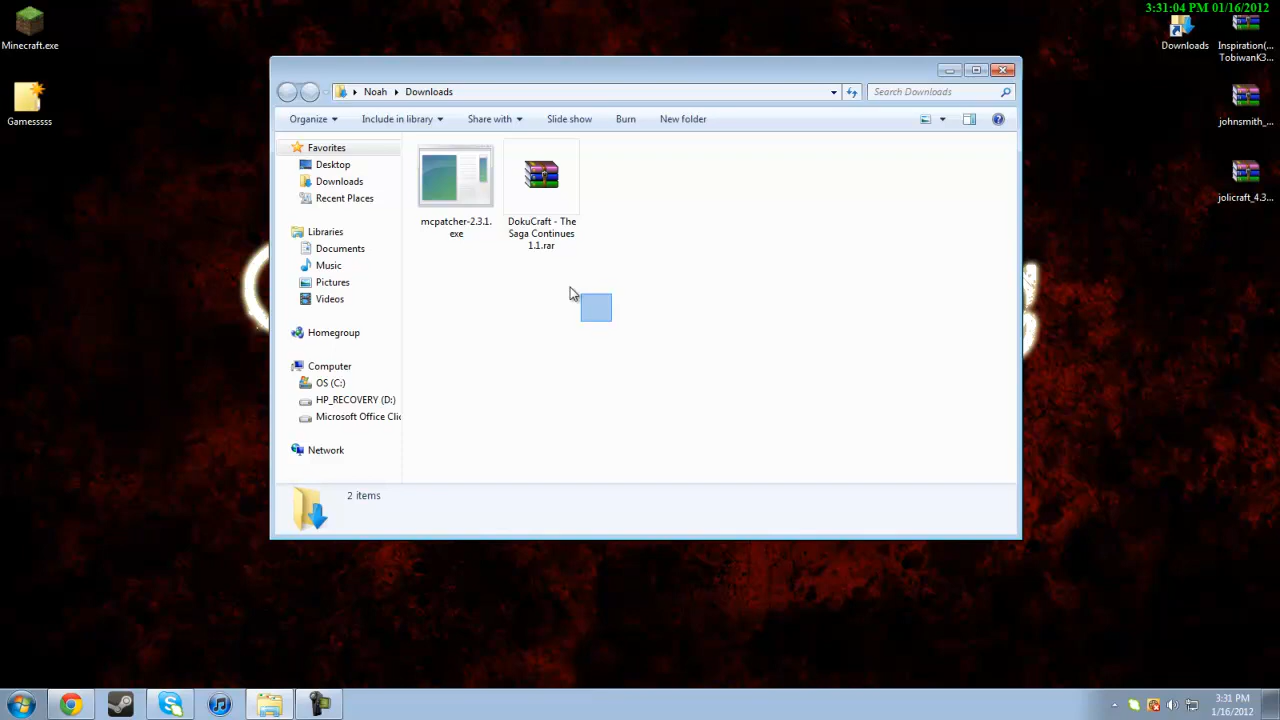 3:31:04 PM 01/16/2012
Minecraft.exe
Gamesssss
Downloads
Inspiration(...
TobiwanK3...
johnsmith_...
jolicraft_4.3...
Noah
Downloads
Search Downloads
Organize
Include in library
Share with
Slide show
Burn
New folder
Favorites
Desktop
Downloads
Recent Places
Libraries
Documents
Music
Pictures
Videos
Homegroup
Computer
OS (C:)
HP_RECOVERY (D:)
Microsoft Office Clic
Network
mcpatcher-2.3.1.
exe
DokuCraft - The
Saga Continues
1.1.rar
2 items
3:31 PM
1/16/2012